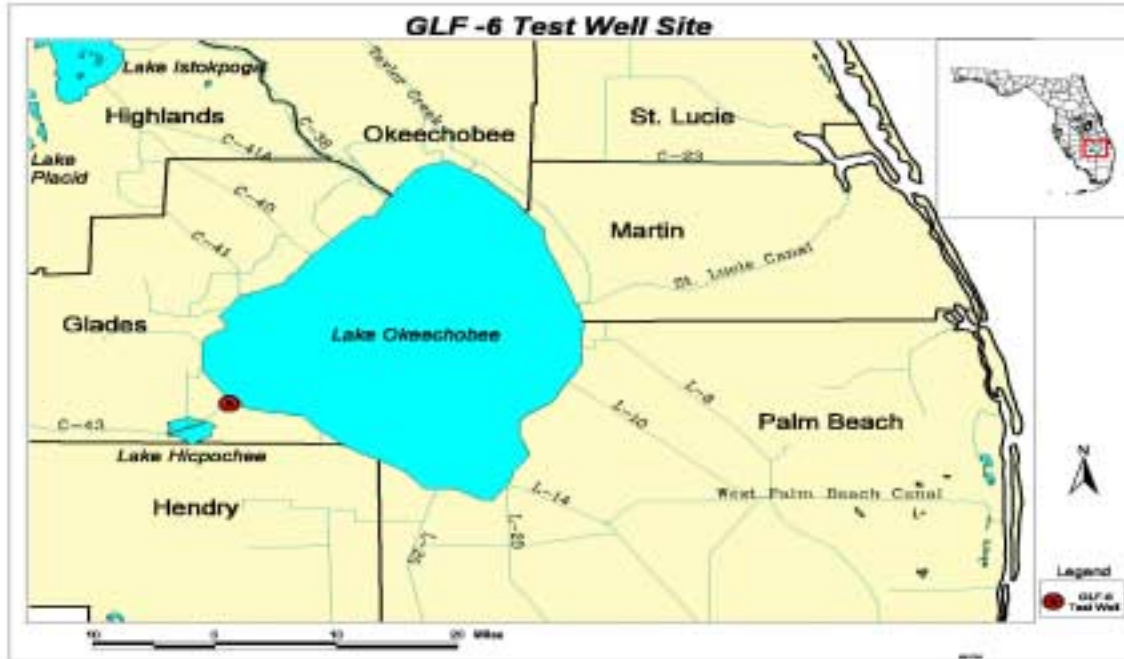 GLF -6 Test Well Site
Lake Istokpoga
Taylor Creek
Highlands
St. Lucie
Okeechobee
C-38
C-41A
C-23
Lake
Placid
C-40
Martin
C-41
St. Lucie Canal
Glades
Lake Okeechobee
L-8
L-10
Palm Beach
C-43
Lake Hicpochee
N
L-14
West Palm Beach Canal
Hendry
L-20
Legend
GLF-6
Test Well
10 0 10 20 Miles